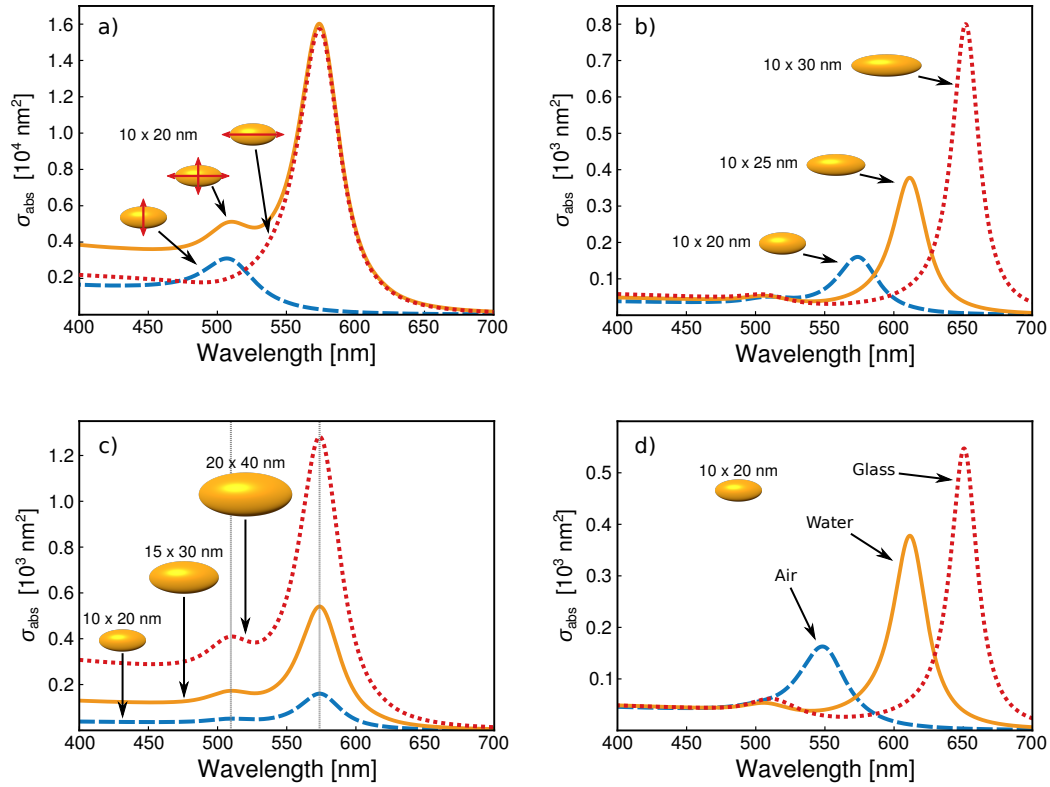 a)
1.6
1.4
1.2
1.0
0.8
0.6
0.4
0.2
σabs [10⁴ nm²]
10 x 20 nm
400 450 500 550 600 650 700
Wavelength [nm]
b)
0.8
0.7
0.6
0.5
0.4
0.3
0.2
0.1
σabs [10³ nm²]
10 x 30 nm
10 x 25 nm
10 x 20 nm
400 450 500 550 600 650 700
Wavelength [nm]
c)
1.2
1.0
0.8
0.6
0.4
0.2
σabs [10³ nm²]
20 x 40 nm
15 x 30 nm
10 x 20 nm
400 450 500 550 600 650 700
Wavelength [nm]
d)
0.5
0.4
0.3
0.2
0.1
σabs [10³ nm²]
10 x 20 nm
Glass
Water
Air
400 450 500 550 600 650 700
Wavelength [nm]